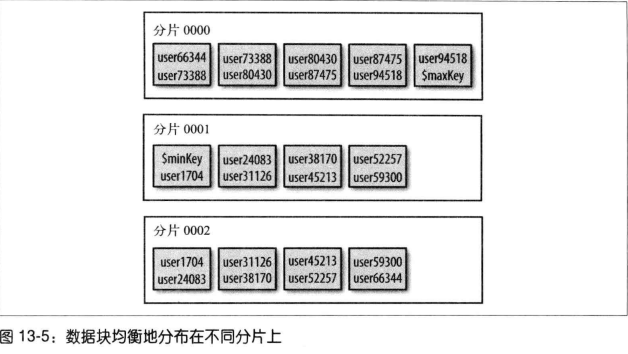 分片 0000
user66344 user73388 user80430 user87475 user94518
user73388 user80430 user87475 user94518 $maxKey
分片 0001
$minKey user24083 user38170 user52257
user1704 user31126 user45213 user59300
分片 0002
user1704 user31126 user45213 user59300
user24083 user38170 user52257 user66344
图 13-5：数据块均衡地分布在不同分片上